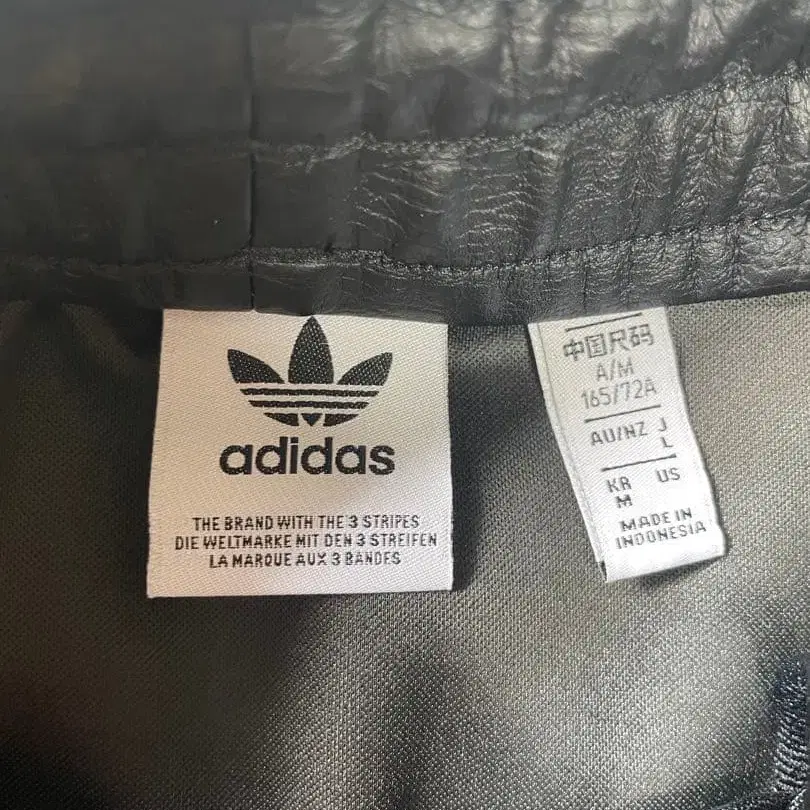 adidas
THE BRAND WITH THE 3 STRIPES
DIE WELTMARKE MIT DEN 3 STREIFEN
LA MARQUE AUX 3 BANDES
中国尺码
A/M
165/72A
AU/NZ J
L
KR US
M
MADE IN
INDONESIA